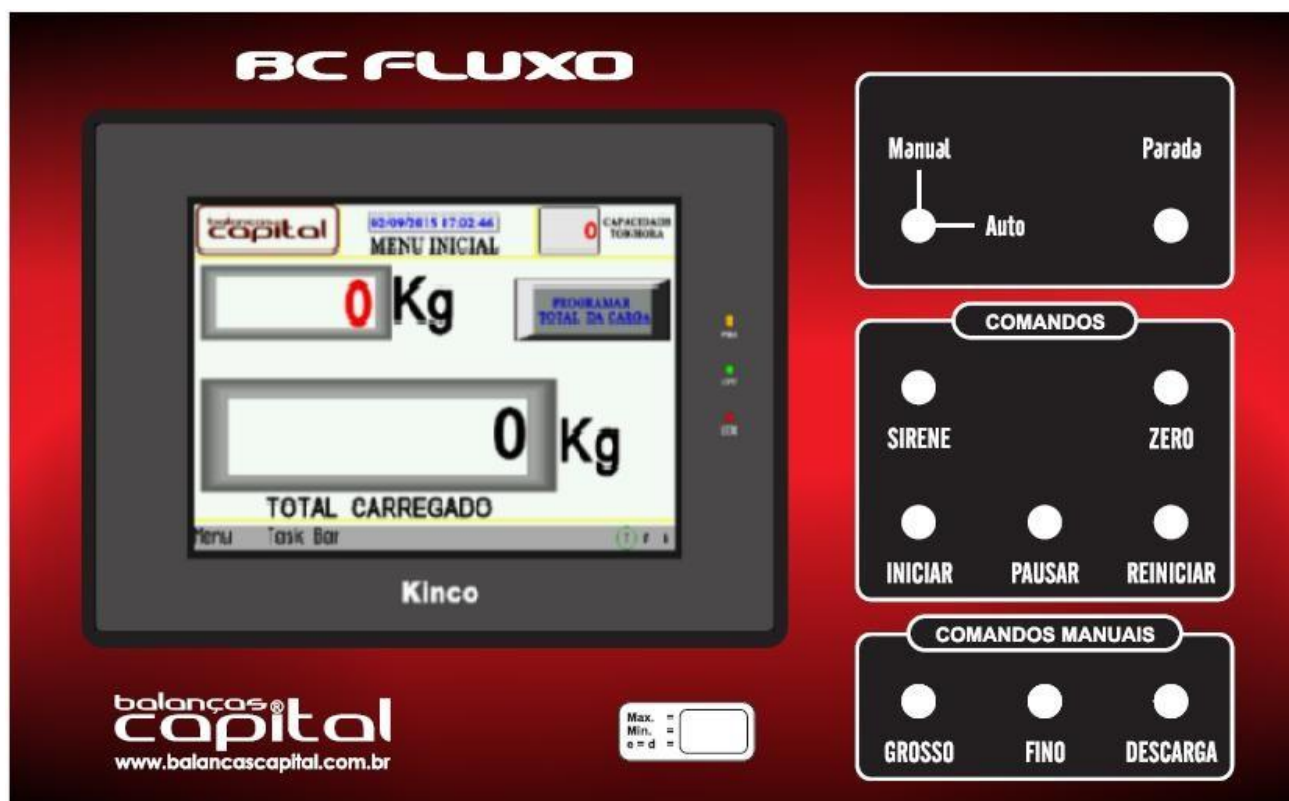 BC FLUXO
balanças
capital
02/09/2015 17:02:46
MENU INICIAL
0
CAPACIDADE
TON/HORA
0 Kg
PROGRAMAR
TOTAL DA CARGA
0 Kg
TOTAL CARREGADO
Menu Task Bar
Kinco
balanças®
capital
www.balancascapital.com.br
Max. =
Min. =
e = d =
Manual
Parada
Auto
COMANDOS
SIRENE
ZERO
INICIAR
PAUSAR
REINICIAR
COMANDOS MANUAIS
GROSSO
FINO
DESCARGA